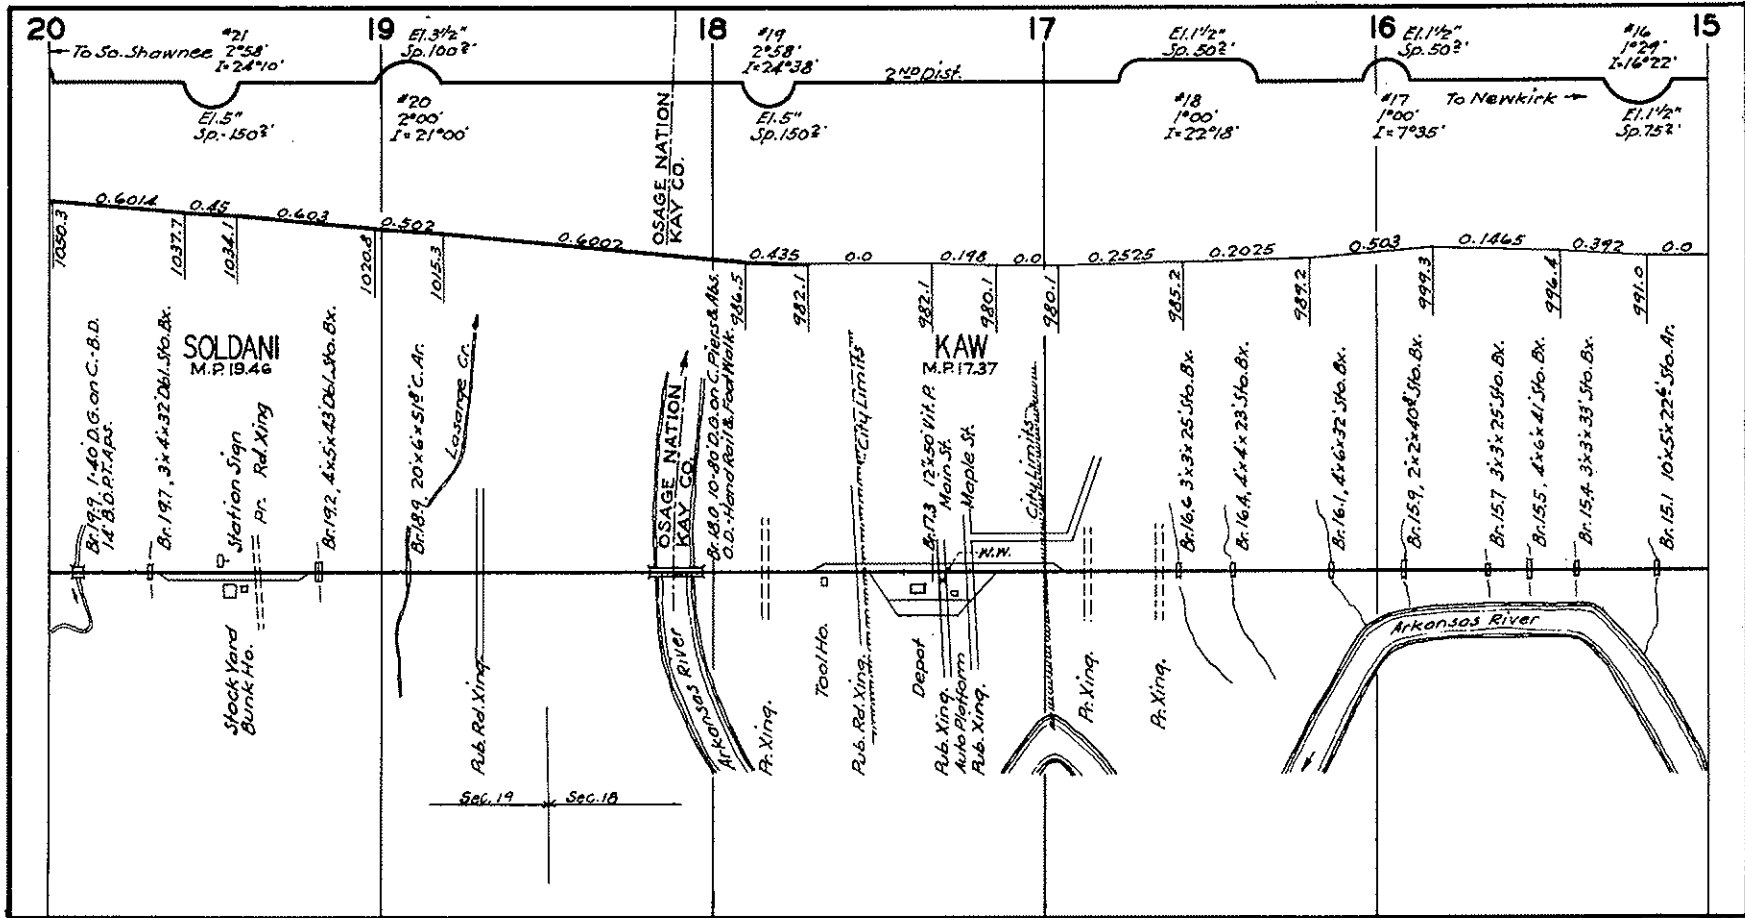 20 19 18 17 16 15
← To So. Shawnee
#21
2°58'
I=24°10'
El. 3½"
Sp. 100⁰'
#19
2°58'
I=24°38'
2ND Dist.
El. 1½"
Sp. 50⁰'
El. 1½"
Sp. 50⁰'
#16
1°29'
I=16°22'
El. 5"
Sp.-150⁰'
#20
2°00'
I=21°00'
El. 5"
Sp. 150⁰'
#18
1°00'
I=22°18'
#17
1°00'
I=7°35'
To Newkirk →
El. 1½"
Sp. 75⁰'
OSAGE NATION
KAY CO.
0.6014 0.45 0.603 0.502 0.6002 0.435 0.0 0.198 0.0 0.2525 0.2025 0.503 0.1465 0.392 0.0
1050.3 1037.7 1034.1 1020.8 1015.3 986.5 982.1 982.1 980.1 980.1 985.2 989.2 999.3 996.4 991.0
SOLDANI
M.P. 19.46
KAW
M.P. 17.37
Br. 19.9, 1-40' D.G. on C.-B.D.
14' B.D.P.T. Aps.
Br. 19.7, 3'x4'x32' Dbl. Sto. Bx.
Station Sign
Pr. Rd. Xing
Br. 19.2, 4'x5'x43' Dbl. Sto. Bx.
Br. 18.9, 20'x6'x51⁸' C. Ar.
Losarge Cr.
OSAGE NATION
KAY CO.
Br. 18.0, 10-80' D.G. on C. Piers & Abs.
O.D.-Hand Rail & Foot Walk.
City Limits
Br. 17.3 12"x50' Vit. P.
Main St.
Maple St.
City Limits
W.W.
Br. 16.6 3'x3'x25' Sto. Bx.
Br. 16.4, 4'x4'x23' Sto. Bx.
Br. 16.1, 4'x6'x32' Sto. Bx.
Br. 15.9, 2'x2'x40⁸' Sto. Bx.
Br. 15.7 3'x3'x25' Sto. Bx.
Br. 15.5, 4'x6'x41' Sto. Bx.
Br. 15.4- 3'x3'x33' Sto. Bx.
Br. 15.1 10'x5'x22⁶' Sto. Ar.
Stock Yard
Bunk Ho.
Pub. Rd. Xing.
Arkansas River
Pr. Xing.
Tool Ho.
Pub. Rd. Xing.
Depot
Pub. Xing.
Auto Platform
Pub. Xing.
Pr. Xing.
Pr. Xing.
Arkansas River
Sec. 19 Sec. 18